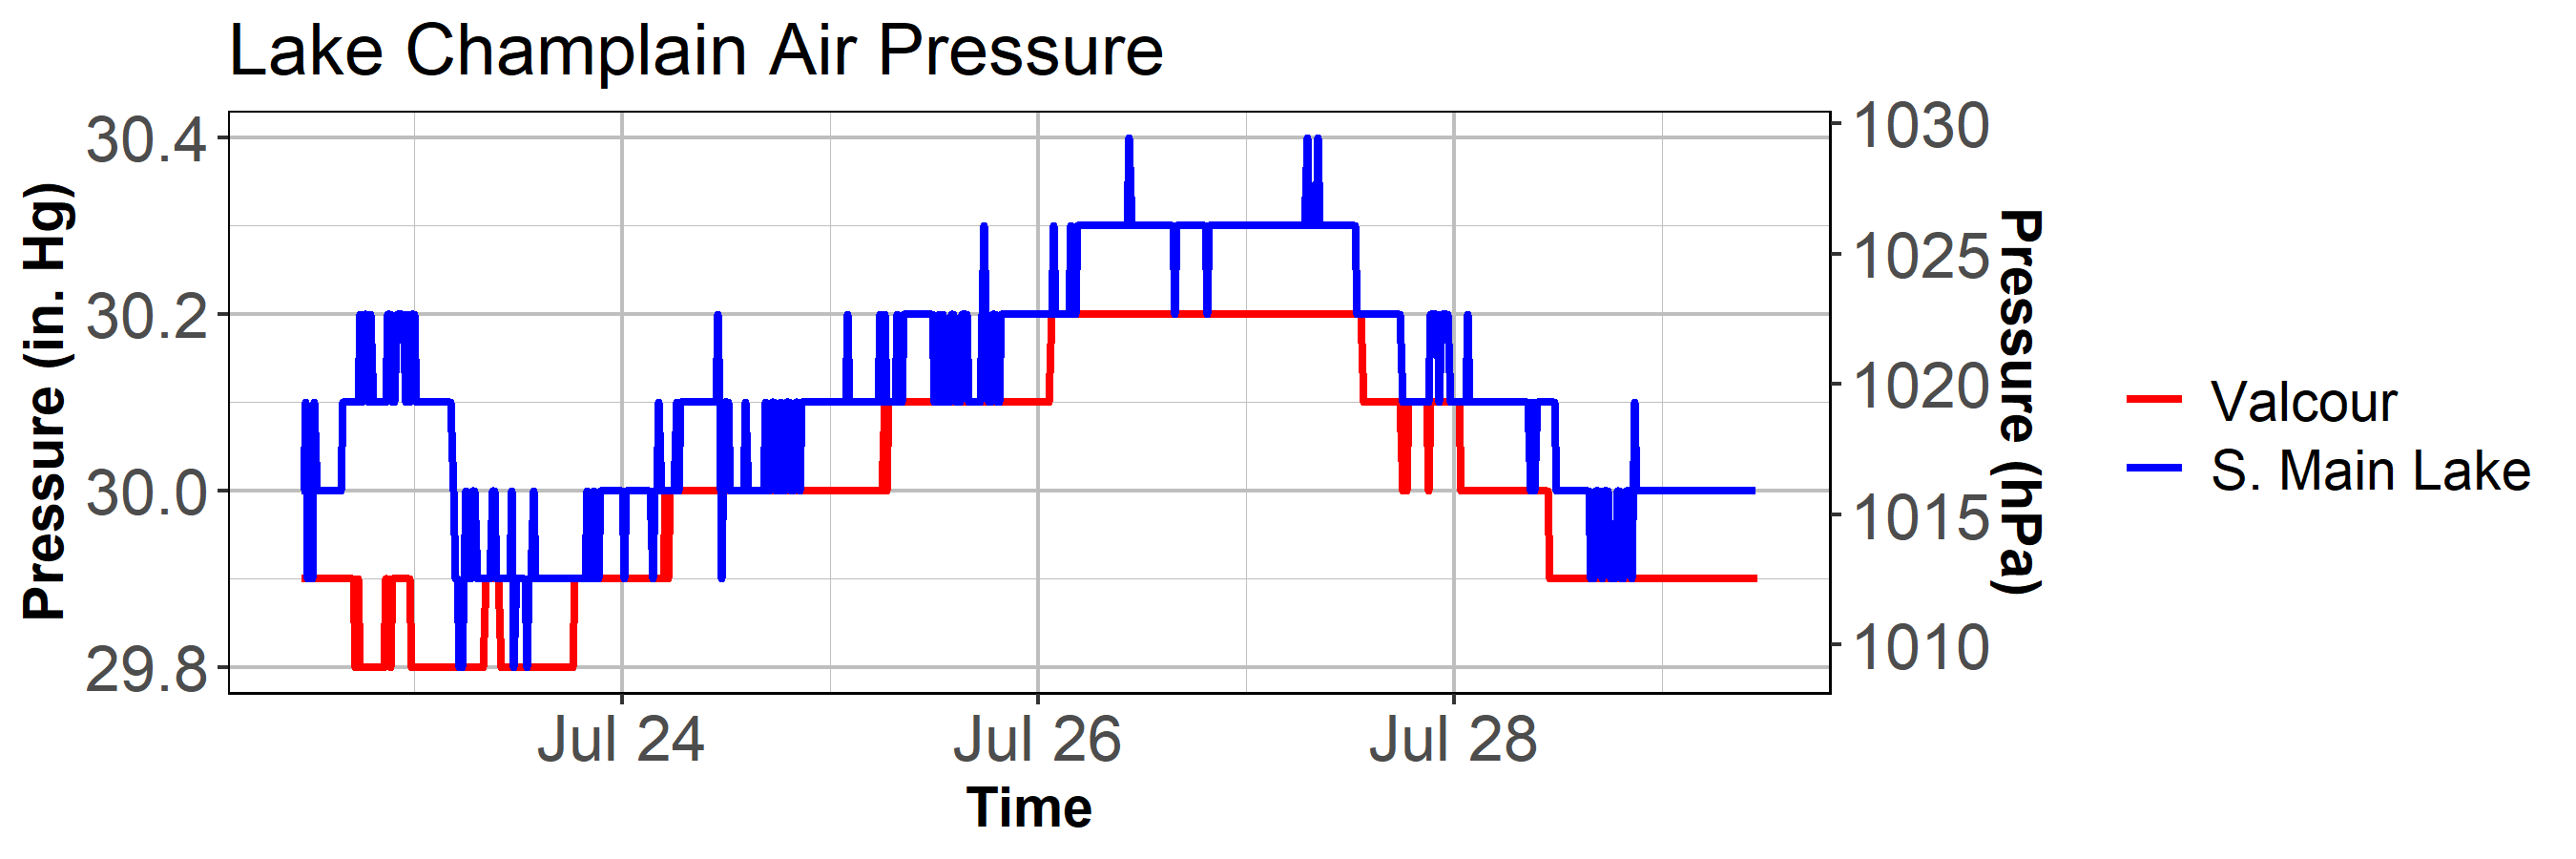 Lake Champlain Air Pressure
Pressure (in. Hg)
30.4
30.2
30.0
29.8
1030
1025
1020
1015
1010
Pressure (hPa)
Jul 24
Jul 26
Jul 28
Time
Valcour
S. Main Lake